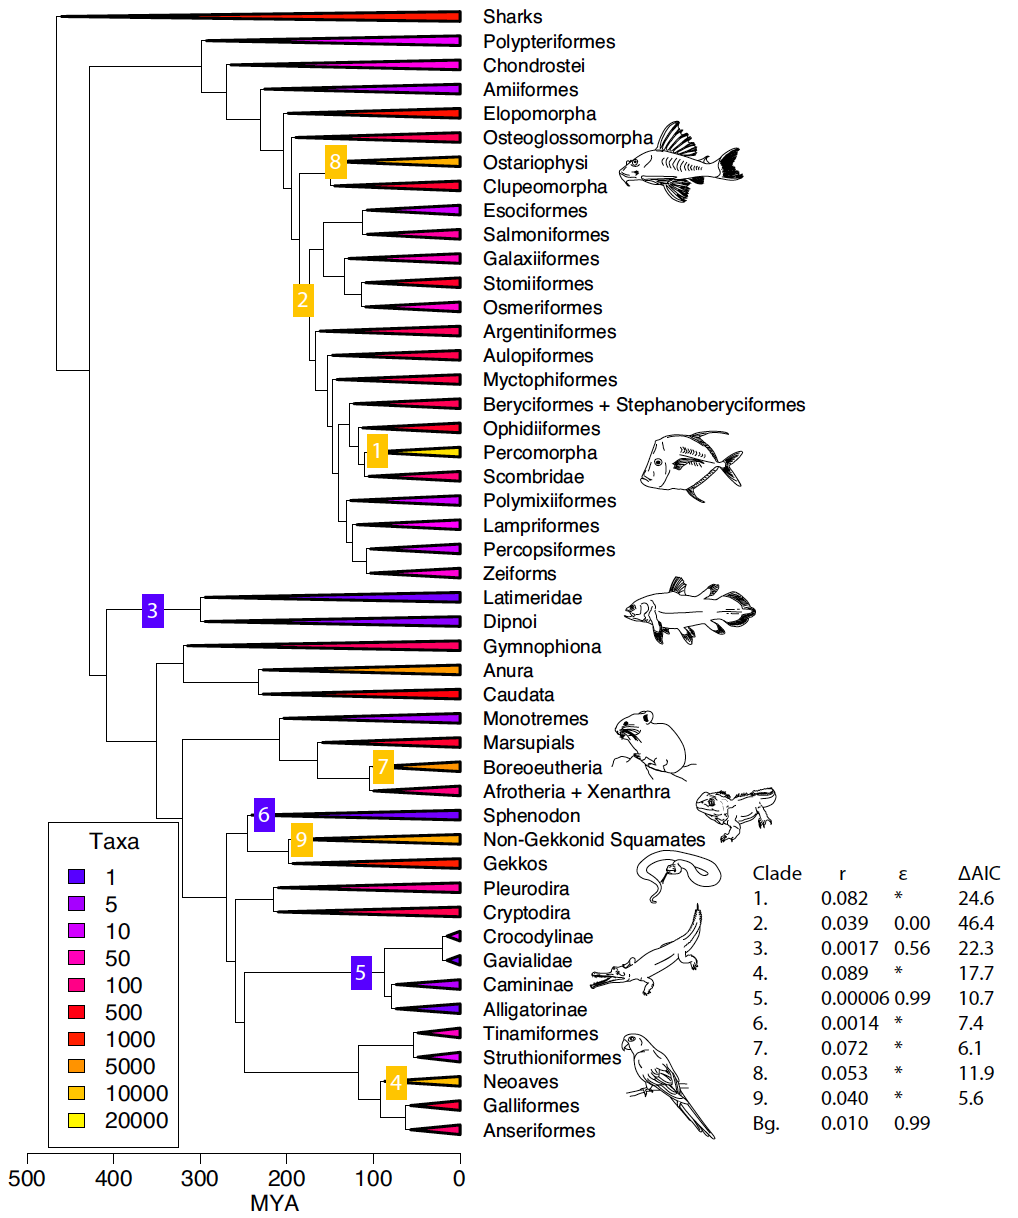 Sharks
Polypteriformes
Chondrostei
Amiiformes
Elopomorpha
Osteoglossomorpha
8 Ostariophysi
Clupeomorpha
Esociformes
Salmoniformes
Galaxiiformes
Stomiiformes
2
Osmeriformes
Argentiniformes
Aulopiformes
Myctophiformes
Beryciformes + Stephanoberyciformes
Ophidiiformes
1 Percomorpha
Scombridae
Polymixiiformes
Lampriformes
Percopsiformes
Zeiforms
Latimeridae
3
Dipnoi
Gymnophiona
Anura
Caudata
Monotremes
Marsupials
7 Boreoeutheria
Afrotheria + Xenarthra
6 Sphenodon
9 Non-Gekkonid Squamates
Gekkos
Pleurodira
Cryptodira
Crocodylinae
Gavialidae
5
Camininae
Alligatorinae
Tinamiformes
Struthioniformes
4 Neoaves
Galliformes
Anseriformes
Taxa
1
5
10
50
100
500
1000
5000
10000
20000
Clade r ε ΔAIC
1. 0.082 * 24.6
2. 0.039 0.00 46.4
3. 0.0017 0.56 22.3
4. 0.089 * 17.7
5. 0.00006 0.99 10.7
6. 0.0014 * 7.4
7. 0.072 * 6.1
8. 0.053 * 11.9
9. 0.040 * 5.6
Bg. 0.010 0.99
500 400 300 200 100 0
MYA